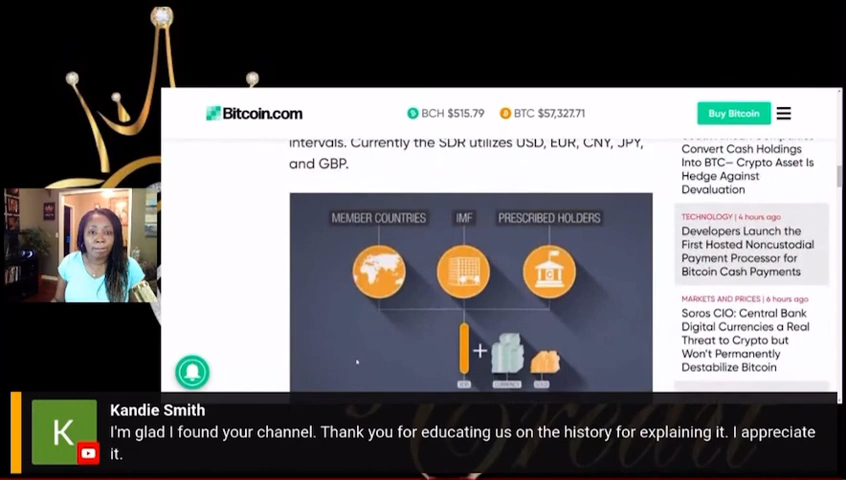 Bitcoin.com
BCH $515.79
BTC $57,327.71
Buy Bitcoin
intervals. Currently the SDR utilizes USD, EUR, CNY, JPY,
and GBP.
MEMBER COUNTRIES
IMF
PRESCRIBED HOLDERS
Convert Cash Holdings
Into BTC— Crypto Asset Is
Hedge Against
Devaluation
TECHNOLOGY | 4 hours ago
Developers Launch the
First Hosted Noncustodial
Payment Processor for
Bitcoin Cash Payments
MARKETS AND PRICES | 6 hours ago
Soros CIO: Central Bank
Digital Currencies a Real
Threat to Crypto but
Won't Permanently
Destabilize Bitcoin
K
Kandie Smith
I'm glad I found your channel. Thank you for educating us on the history for explaining it. I appreciate
it.